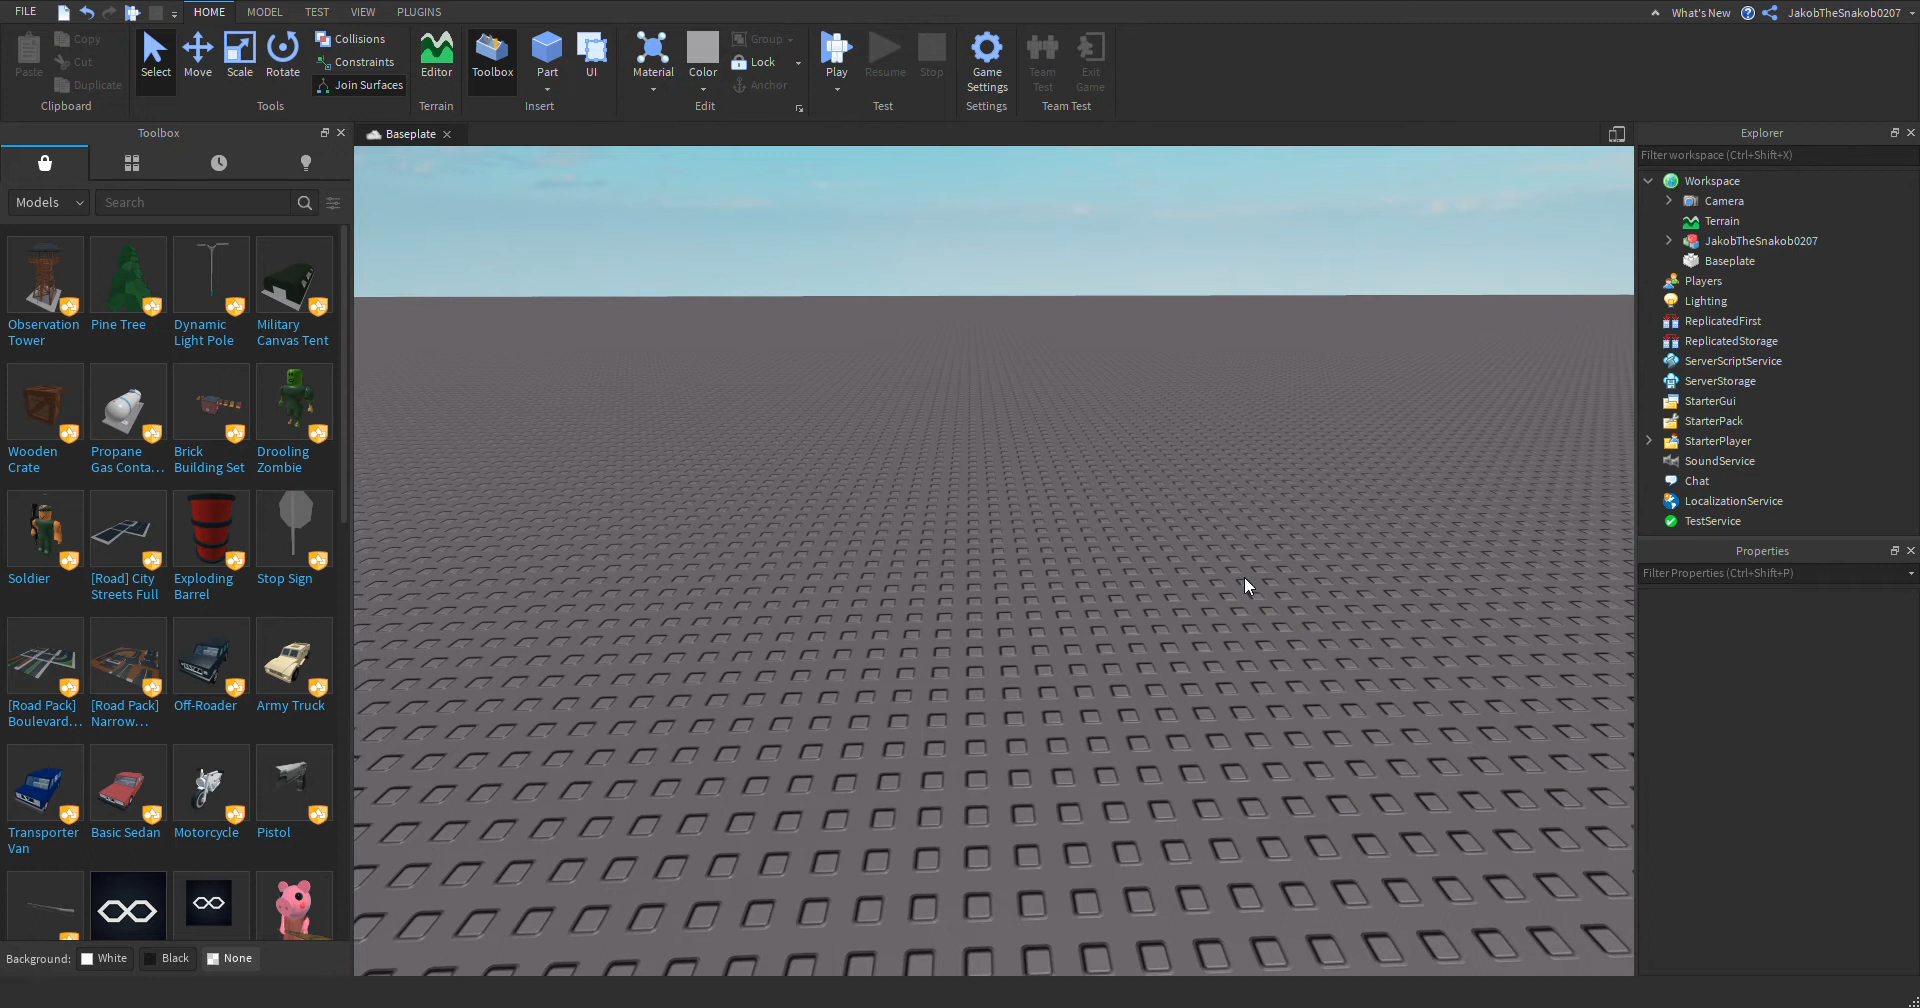 FILE
HOME
MODEL
TEST
VIEW
PLUGINS
What's New
JakobTheSnakob0207
Paste
Copy
Cut
Duplicate
Clipboard
Select
Move
Scale
Rotate
Collisions
Constraints
Join Surfaces
Tools
Editor
Terrain
Toolbox
Part
UI
Insert
Material
Color
Group
Lock
Anchor
Edit
Play
Resume
Stop
Test
Game
Settings
Settings
Team
Test
Exit
Game
Team Test
Toolbox
Models
Search
Observation
Tower
Pine Tree
Dynamic
Light Pole
Military
Canvas Tent
Wooden
Crate
Propane
Gas Conta...
Brick
Building Set
Drooling
Zombie
Soldier
[Road] City
Streets Full
Exploding
Barrel
Stop Sign
[Road Pack]
Boulevard...
[Road Pack]
Narrow...
Off-Roader
Army Truck
Transporter
Van
Basic Sedan
Motorcycle
Pistol
Background:
White
Black
None
Baseplate
Explorer
Filter workspace (Ctrl+Shift+X)
Workspace
Camera
Terrain
JakobTheSnakob0207
Baseplate
Players
Lighting
ReplicatedFirst
ReplicatedStorage
ServerScriptService
ServerStorage
StarterGui
StarterPack
StarterPlayer
SoundService
Chat
LocalizationService
TestService
Properties
Filter Properties (Ctrl+Shift+P)